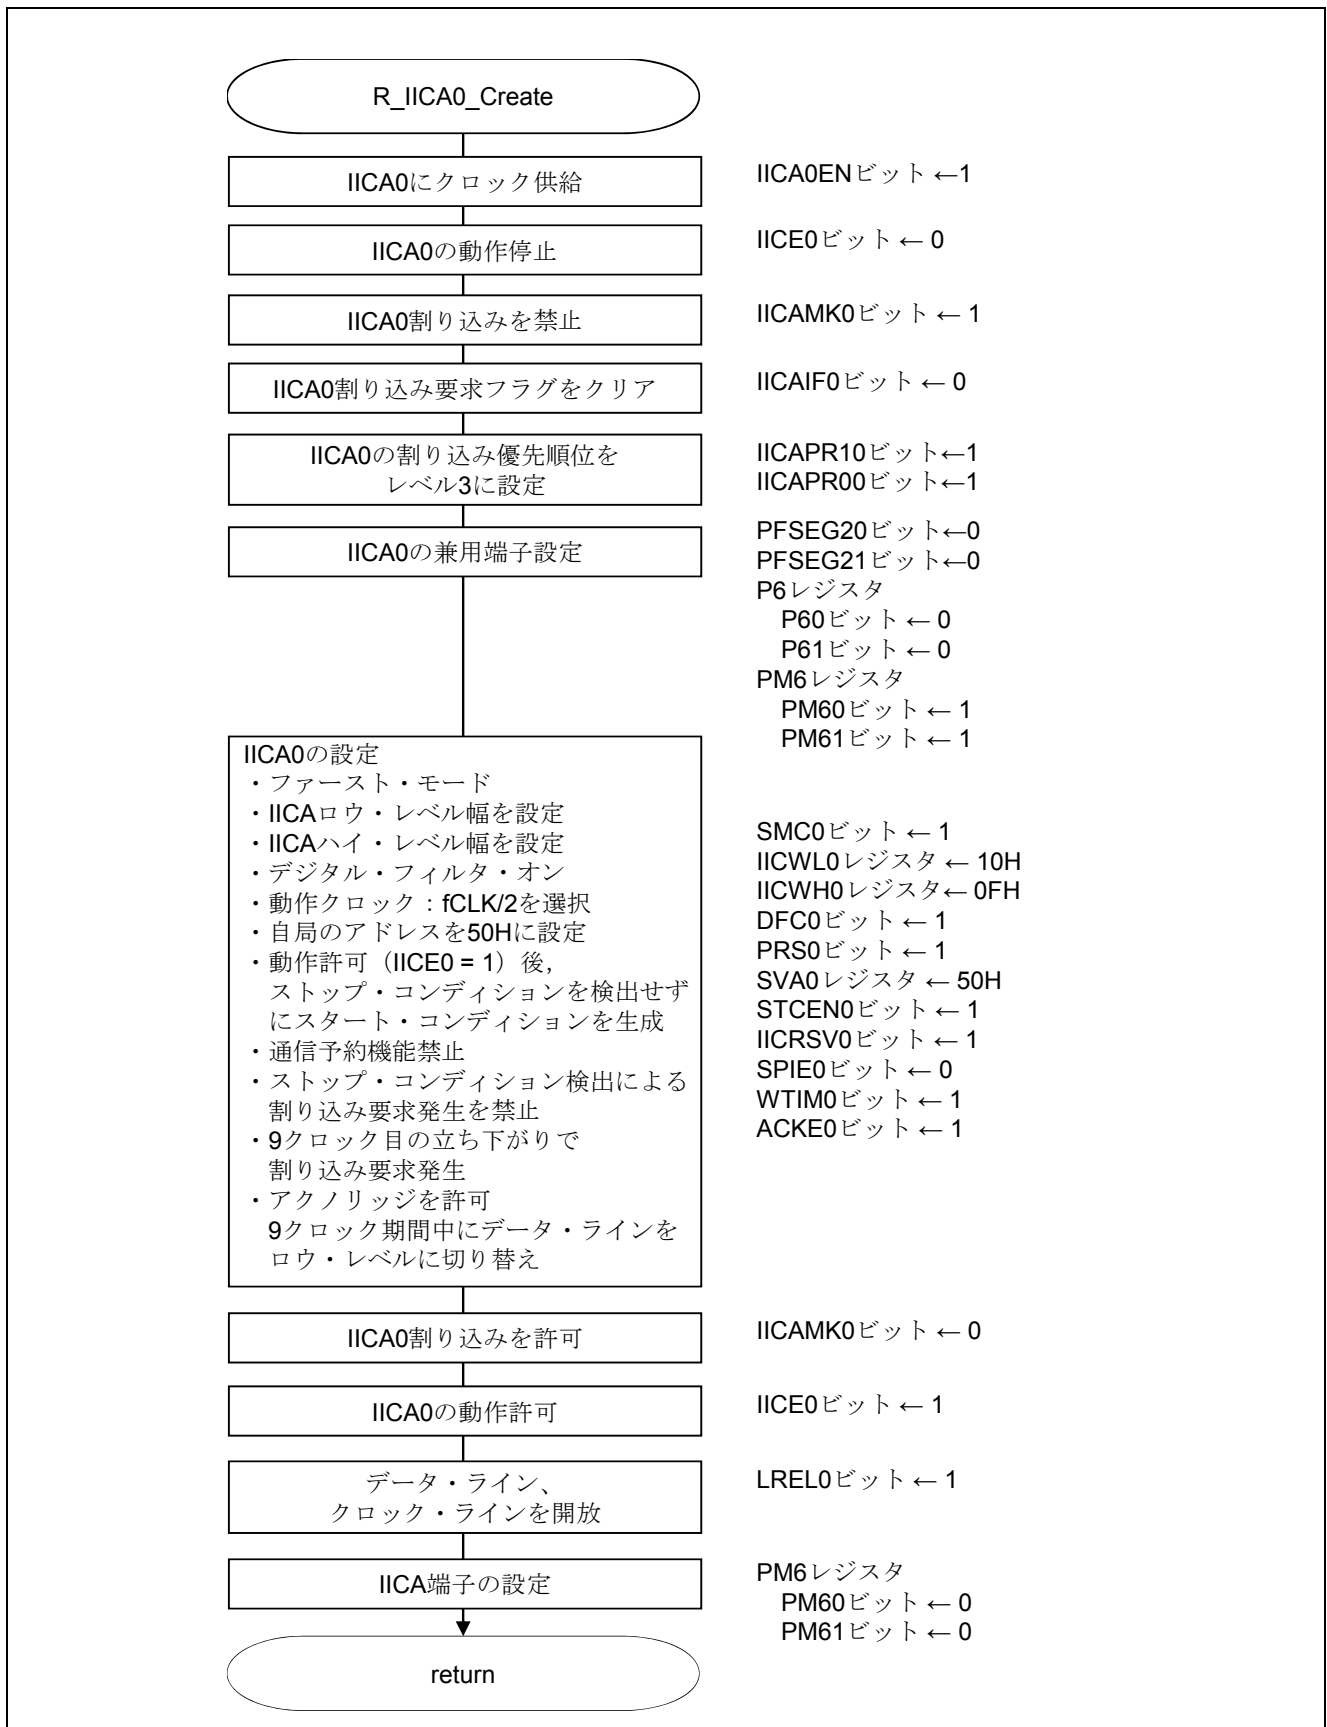 R_IICA0_Create
IICA0にクロック供給
IICA0ENビット ←1
IICA0の動作停止
IICE0ビット ← 0
IICA0割り込みを禁止
IICAMK0ビット ← 1
IICA0割り込み要求フラグをクリア
IICAIF0ビット ← 0
IICA0の割り込み優先順位を
レベル3に設定
IICAPR10ビット←1
IICAPR00ビット←1
IICA0の兼用端子設定
PFSEG20ビット←0
PFSEG21ビット←0
P6レジスタ
P60ビット ← 0
P61ビット ← 0
PM6レジスタ
PM60ビット ← 1
PM61ビット ← 1
IICA0の設定
・ファースト・モード
・IICAロウ・レベル幅を設定
・IICAハイ・レベル幅を設定
・デジタル・フィルタ・オン
・動作クロック：fCLK/2を選択
・自局のアドレスを50Hに設定
・動作許可（IICE0 = 1）後，
ストップ・コンディションを検出せず
にスタート・コンディションを生成
・通信予約機能禁止
・ストップ・コンディション検出による
割り込み要求発生を禁止
・9クロック目の立ち下がりで
割り込み要求発生
・アクノリッジを許可
9クロック期間中にデータ・ラインを
ロウ・レベルに切り替え
SMC0ビット ← 1
IICWL0レジスタ ← 10H
IICWH0レジスタ← 0FH
DFC0ビット ← 1
PRS0ビット ← 1
SVA0レジスタ ← 50H
STCEN0ビット ← 1
IICRSV0ビット ← 1
SPIE0ビット ← 0
WTIM0ビット ← 1
ACKE0ビット ← 1
IICA0割り込みを許可
IICAMK0ビット ← 0
IICA0の動作許可
IICE0ビット ← 1
データ・ライン、
クロック・ラインを開放
LREL0ビット ← 1
IICA端子の設定
PM6レジスタ
PM60ビット ← 0
PM61ビット ← 0
return